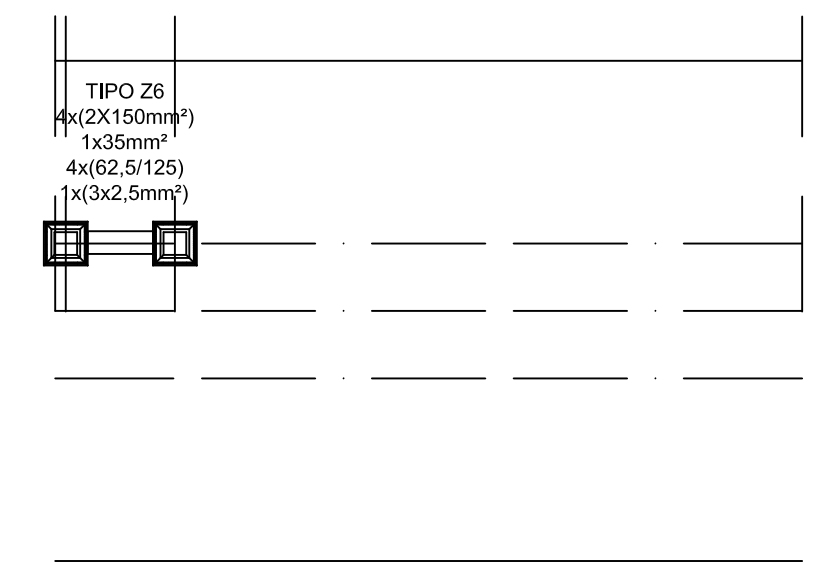 TIPO Z6
4x(2X150mm²)
1x35mm²
4x(62,5/125)
1x(3x2,5mm²)